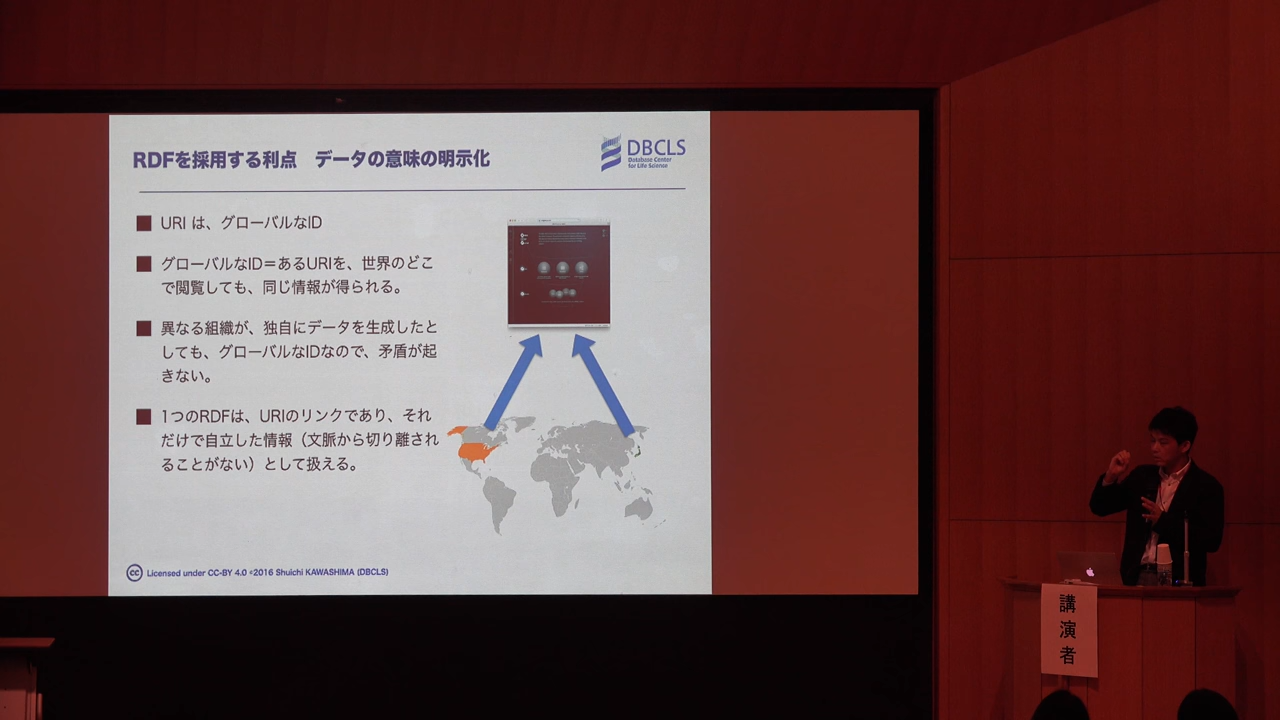 RDFを採用する利点　データの意味の明示化
DBCLS
Database Center
for Life Science
URI は、グローバルなID
グローバルなID＝あるURIを、世界のどこ
で閲覧しても、同じ情報が得られる。
異なる組織が、独自にデータを生成したと
しても、グローバルなIDなので、矛盾が起
きない。
1つのRDFは、URIのリンクであり、それ
だけで自立した情報（文脈から切り離され
ることがない）として扱える。
cc Licensed under CC-BY 4.0 ©2016 Shuichi KAWASHIMA (DBCLS)
講演者